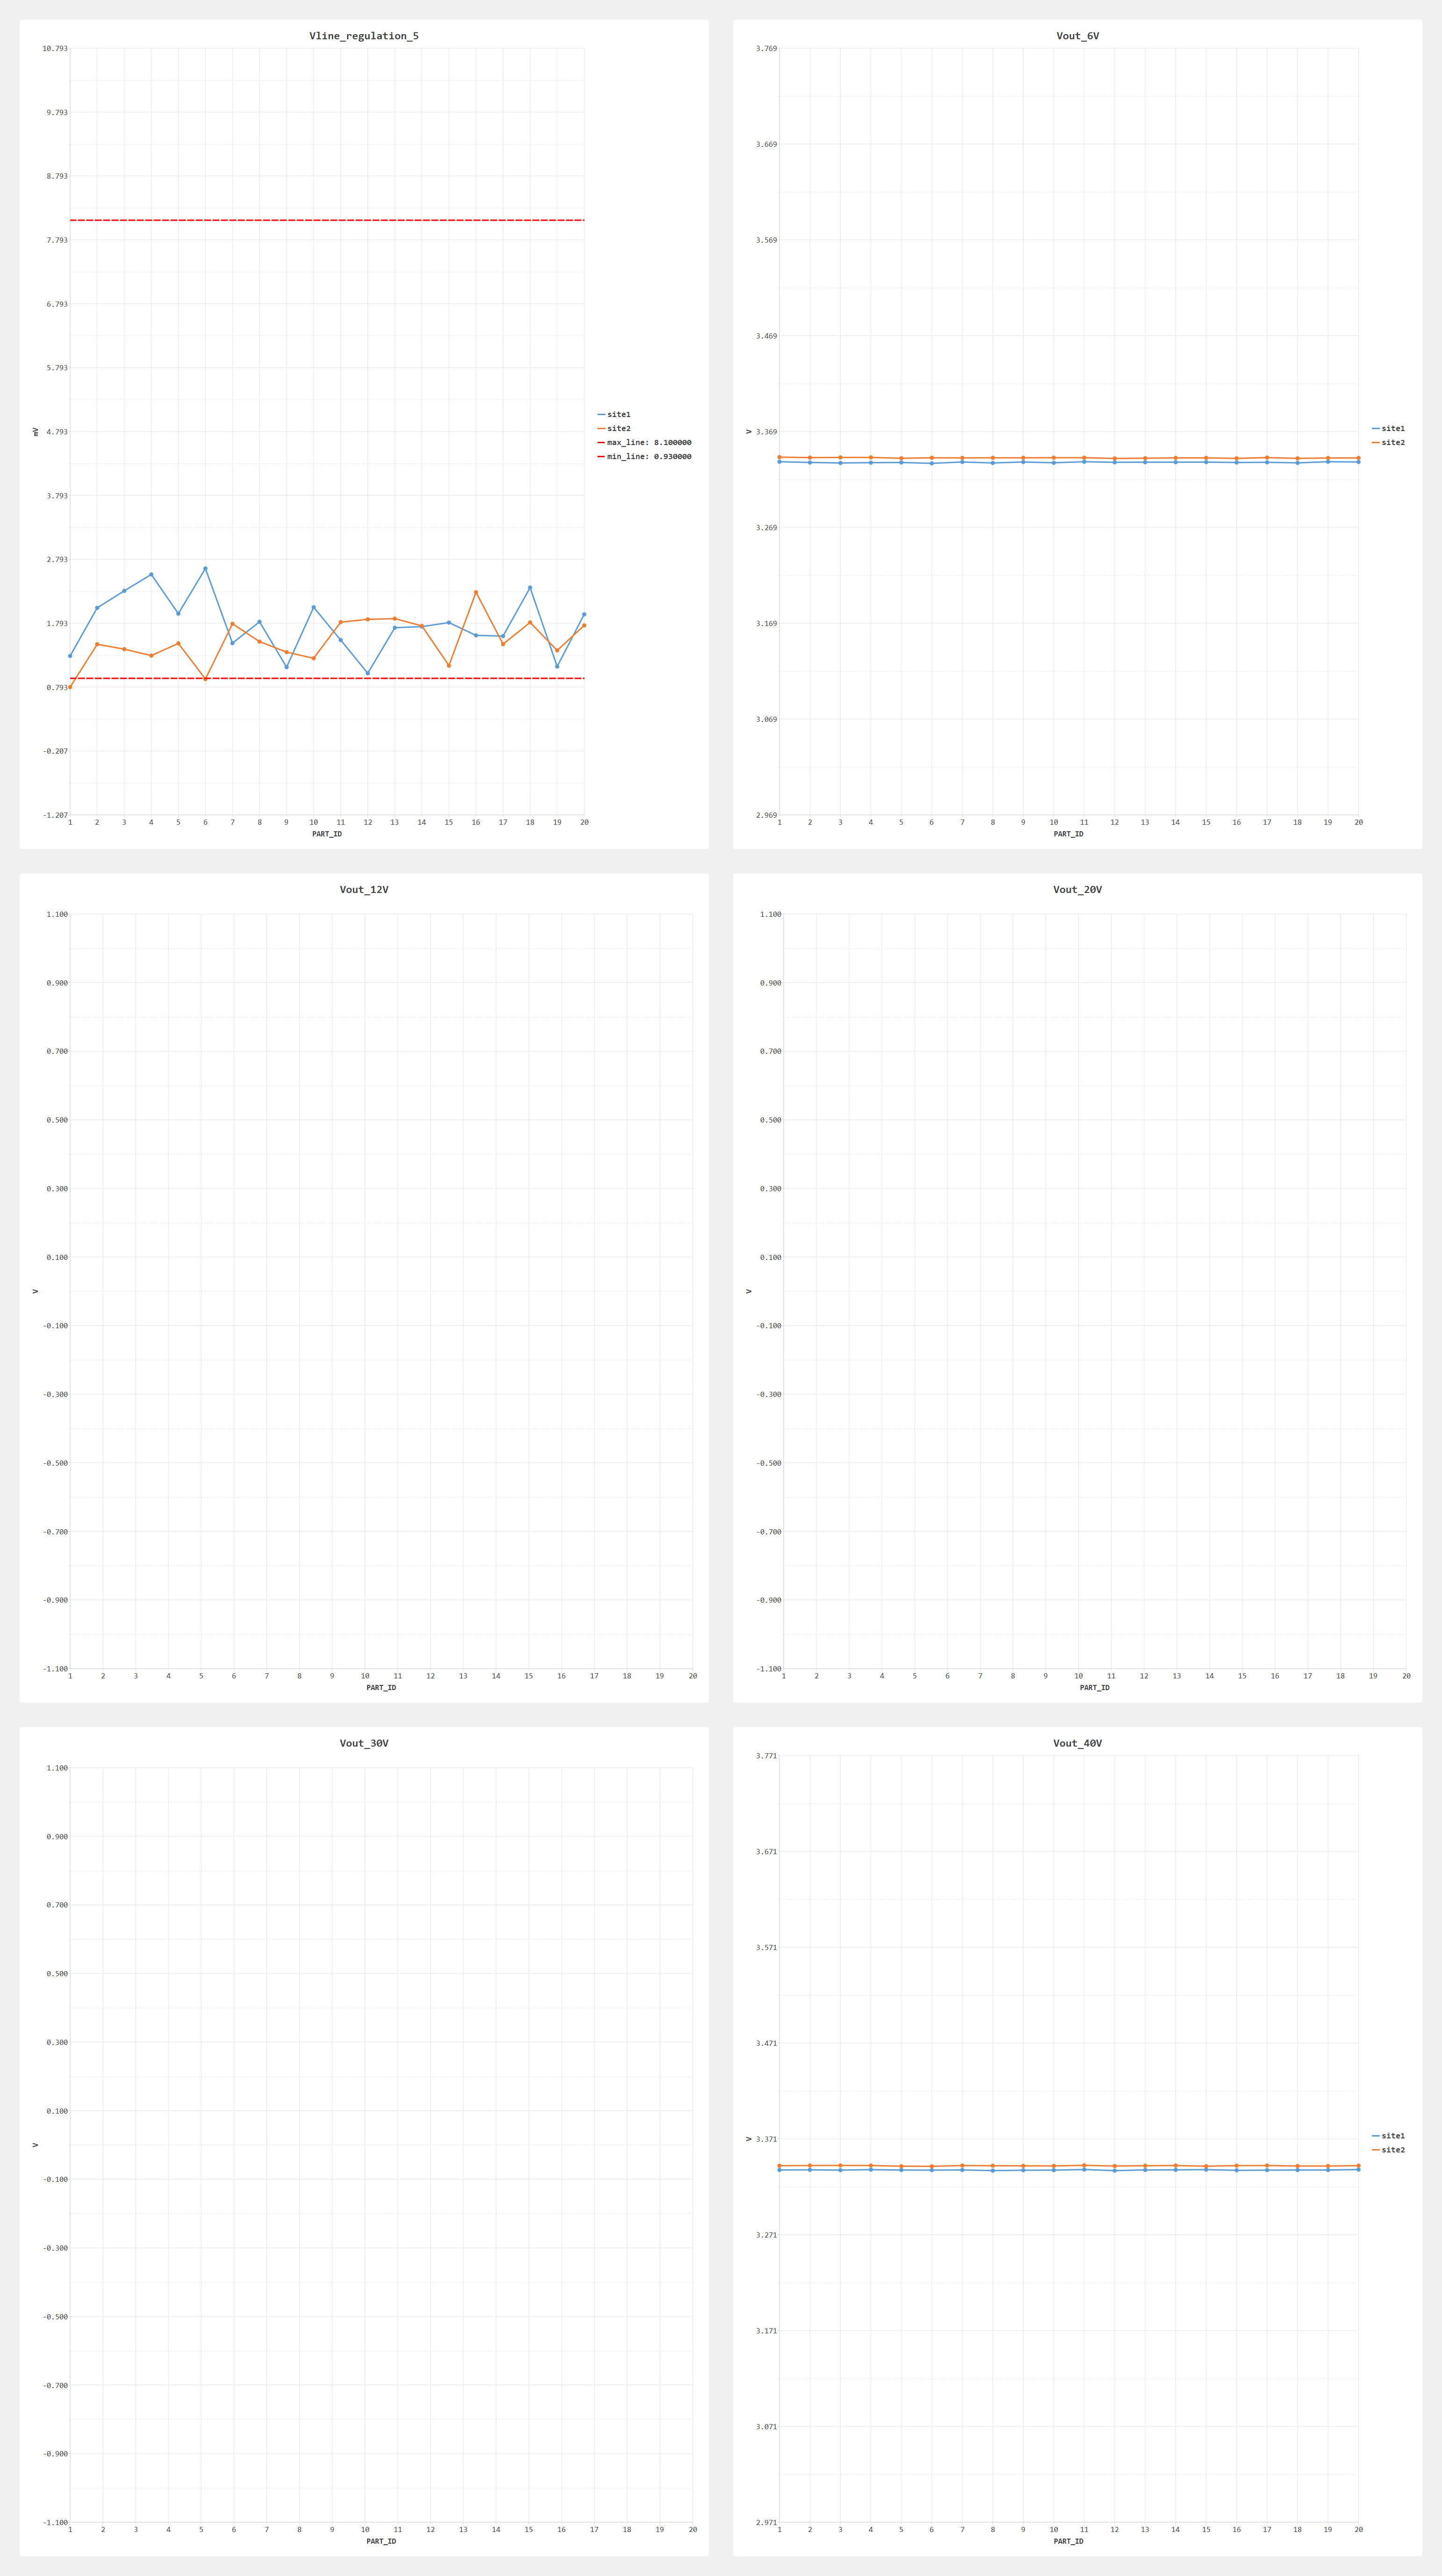 Vline_regulation_5
10.793
9.793
8.793
7.793
6.793
5.793
4.793
3.793
2.793
1.793
0.793
-0.207
-1.207
mV
1 2 3 4 5 6 7 8 9 10 11 12 13 14 15 16 17 18 19 20
PART_ID
site1
site2
max_line: 8.100000
min_line: 0.930000
Vout_6V
3.769
3.669
3.569
3.469
3.369
3.269
3.169
3.069
2.969
V
1 2 3 4 5 6 7 8 9 10 11 12 13 14 15 16 17 18 19 20
PART_ID
site1
site2
Vout_12V
1.100
0.900
0.700
0.500
0.300
0.100
-0.100
-0.300
-0.500
-0.700
-0.900
-1.100
V
1 2 3 4 5 6 7 8 9 10 11 12 13 14 15 16 17 18 19 20
PART_ID
Vout_20V
1.100
0.900
0.700
0.500
0.300
0.100
-0.100
-0.300
-0.500
-0.700
-0.900
-1.100
V
1 2 3 4 5 6 7 8 9 10 11 12 13 14 15 16 17 18 19 20
PART_ID
Vout_30V
1.100
0.900
0.700
0.500
0.300
0.100
-0.100
-0.300
-0.500
-0.700
-0.900
-1.100
V
1 2 3 4 5 6 7 8 9 10 11 12 13 14 15 16 17 18 19 20
PART_ID
Vout_40V
3.771
3.671
3.571
3.471
3.371
3.271
3.171
3.071
2.971
V
1 2 3 4 5 6 7 8 9 10 11 12 13 14 15 16 17 18 19 20
PART_ID
site1
site2